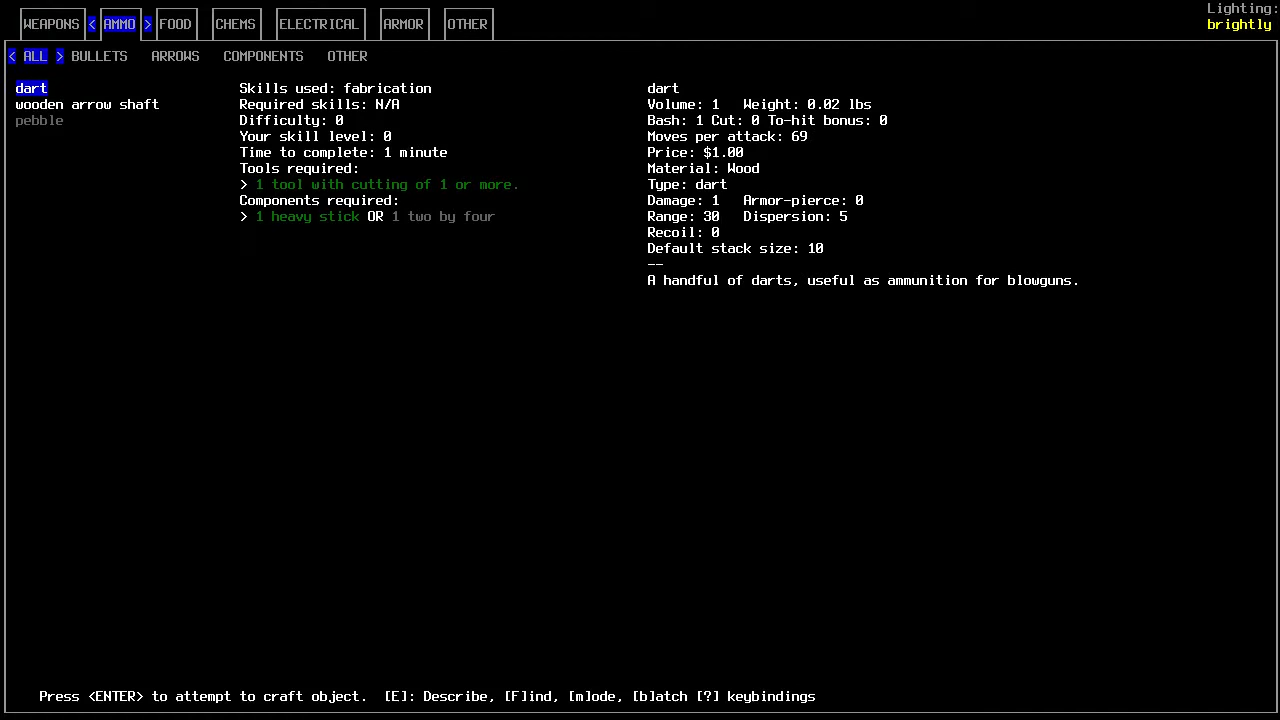 WEAPONS < AMMO > FOOD CHEMS ELECTRICAL ARMOR OTHER
Lighting:
brightly
< ALL > BULLETS ARROWS COMPONENTS OTHER
dart
wooden arrow shaft
pebble
Skills used: fabrication
Required skills: N/A
Difficulty: 0
Your skill level: 0
Time to complete: 1 minute
Tools required:
> 1 tool with cutting of 1 or more.
Components required:
> 1 heavy stick OR 1 two by four
dart
Volume: 1 Weight: 0.02 lbs
Bash: 1 Cut: 0 To-hit bonus: 0
Moves per attack: 69
Price: $1.00
Material: Wood
Type: dart
Damage: 1 Armor-pierce: 0
Range: 30 Dispersion: 5
Recoil: 0
Default stack size: 10
--
A handful of darts, useful as ammunition for blowguns.
Press <ENTER> to attempt to craft object. [E]: Describe, [F]ind, [m]ode, [b]atch [?] keybindings